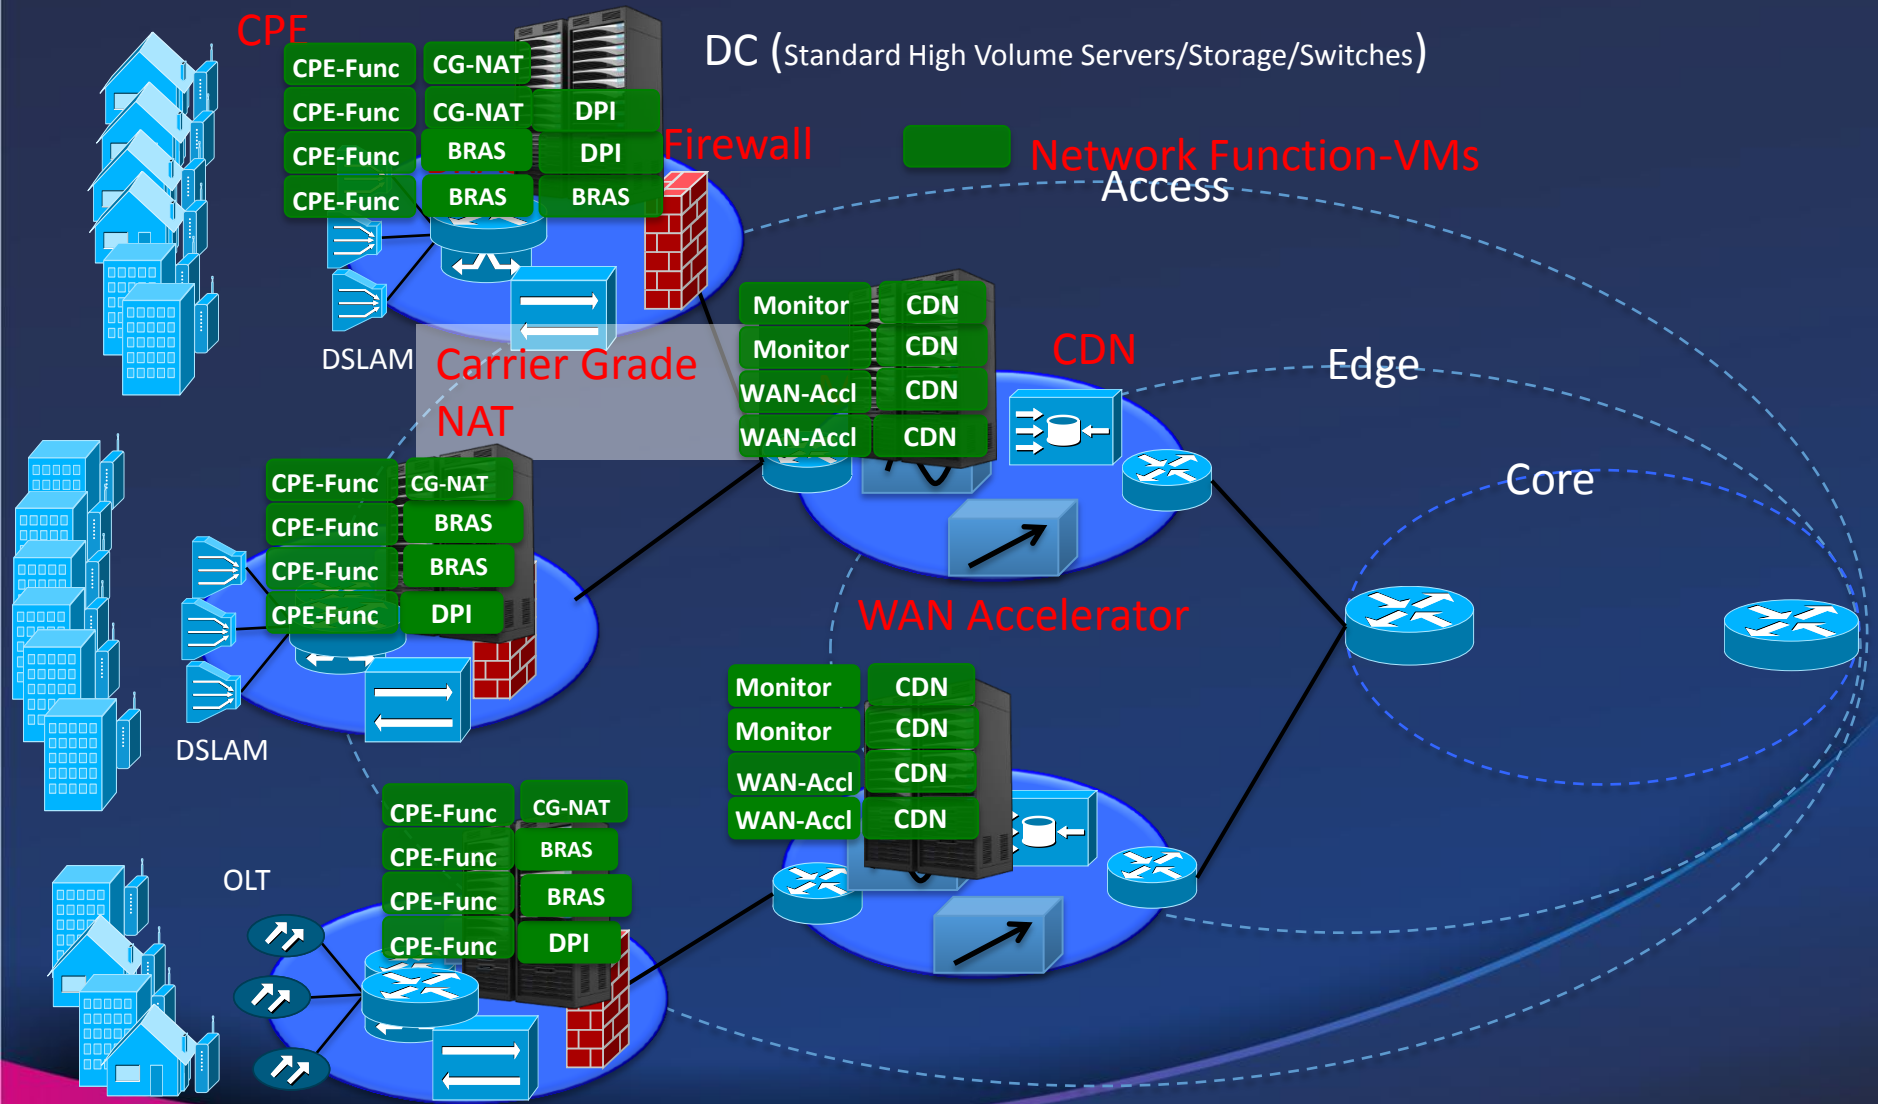 CPE
DC (Standard High Volume Servers/Storage/Switches)
CPE-Func
CG-NAT
CPE-Func
CG-NAT
DPI
CPE-Func
BRAS
DPI
CPE-Func
BRAS
BRAS
Firewall
Network Function-VMs
Access
DSLAM
Carrier Grade
NAT
Monitor
CDN
Monitor
CDN
WAN-Accl
CDN
WAN-Accl
CDN
CDN
Edge
Core
CPE-Func
CG-NAT
CPE-Func
BRAS
CPE-Func
BRAS
CPE-Func
DPI
DSLAM
WAN Accelerator
Monitor
CDN
Monitor
CDN
WAN-Accl
CDN
WAN-Accl
CDN
OLT
CPE-Func
CG-NAT
CPE-Func
BRAS
CPE-Func
BRAS
CPE-Func
DPI